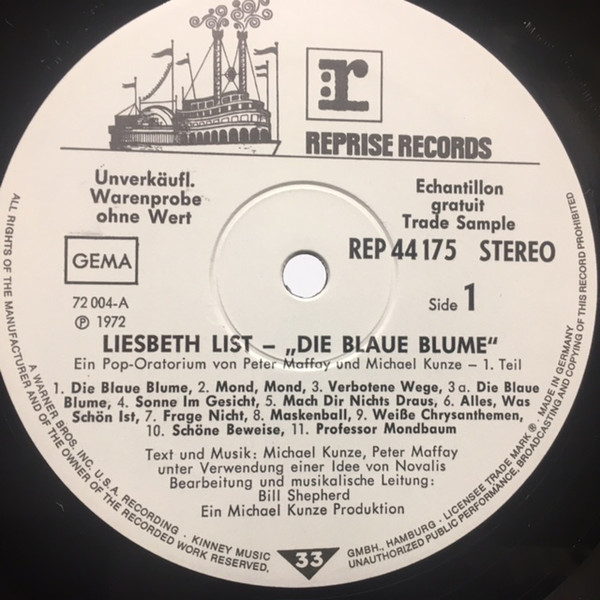 r
REPRISE RECORDS
Unverkäufl.
Warenprobe
ohne Wert
Echantillon
gratuit
Trade Sample
GEMA
REP 44175 STEREO
72 004-A
Ⓟ 1972
Side 1
LIESBETH LIST – „DIE BLAUE BLUME“
Ein Pop-Oratorium von Peter Maffay und Michael Kunze – 1. Teil
1. Die Blaue Blume, 2. Mond, Mond, 3. Verbotene Wege, 3a. Die Blaue
Blume, 4. Sonne Im Gesicht, 5. Mach Dir Nichts Draus, 6. Alles, Was
Schön Ist, 7. Frage Nicht, 8. Maskenball, 9. Weiße Chrysanthemen,
10. Schöne Beweise, 11. Professor Mondbaum
Text und Musik: Michael Kunze, Peter Maffay
unter Verwendung einer Idee von Novalis
Bearbeitung und musikalische Leitung:
Bill Shepherd
Ein Michael Kunze Produktion
33
A WARNER BROS. INC. U.S.A. RECORDING · KINNEY MUSIC GMBH., HAMBURG · LICENSEE TRADE MARK ® · MADE IN GERMANY
ALL RIGHTS OF THE MANUFACTURER AND OF THE OWNER OF THE RECORDED WORK RESERVED, UNAUTHORIZED PUBLIC PERFORMANCE, BROADCASTING AND COPYING OF THIS RECORD PROHIBITED